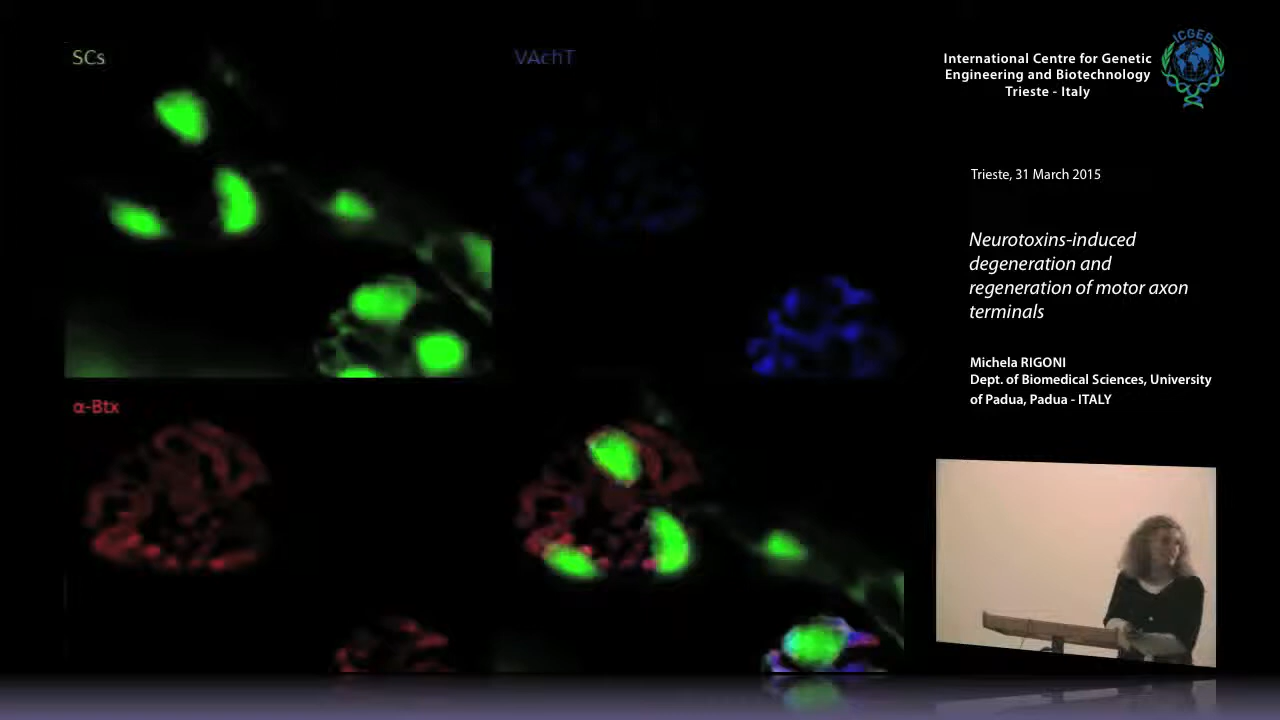 SCs
VAchT
α-Btx
ICGEB
International Centre for Genetic
Engineering and Biotechnology
Trieste - Italy
Trieste, 31 March 2015
Neurotoxins-induced
degeneration and
regeneration of motor axon
terminals
Michela RIGONI
Dept. of Biomedical Sciences, University
of Padua, Padua - ITALY